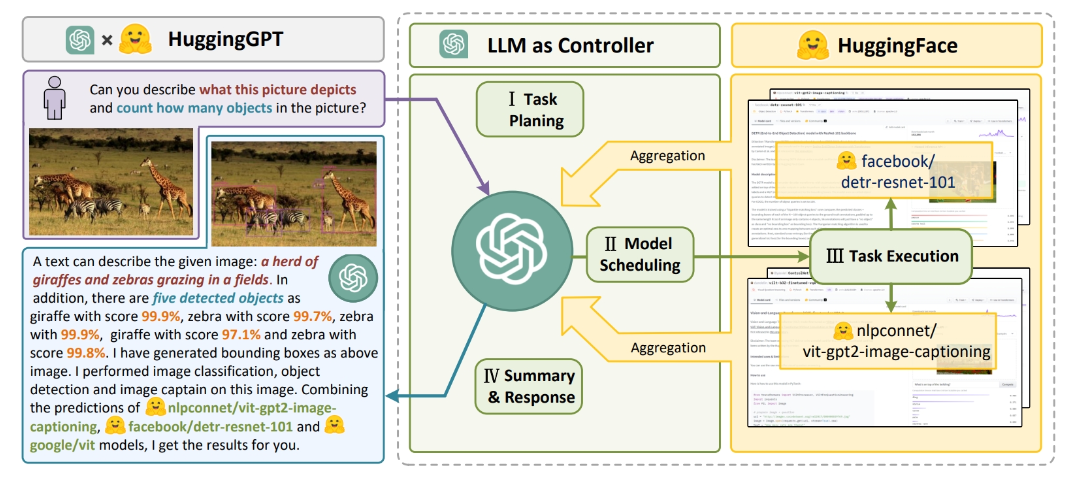 HuggingGPT
LLM as Controller
HuggingFace
Can you describe what this picture depicts
and count how many objects in the picture?
A text can describe the given image: a herd of
giraffes and zebras grazing in a fields. In
addition, there are five detected objects as
giraffe with score 99.9%, zebra with score 99.7%, zebra
with 99.9%, giraffe with score 97.1% and zebra with
score 99.8%. I have generated bounding boxes as above
image. I performed image classification, object
detection and image captain on this image. Combining
the predictions of nlpconnet/vit-gpt2-image-
captioning, facebook/detr-resnet-101 and
google/vit models, I get the results for you.
Ⅰ Task
Planing
Ⅱ Model
Scheduling
Ⅳ Summary
& Response
Aggregation
Aggregation
facebook/
detr-resnet-101
Ⅲ Task Execution
nlpconnet/
vit-gpt2-image-captioning